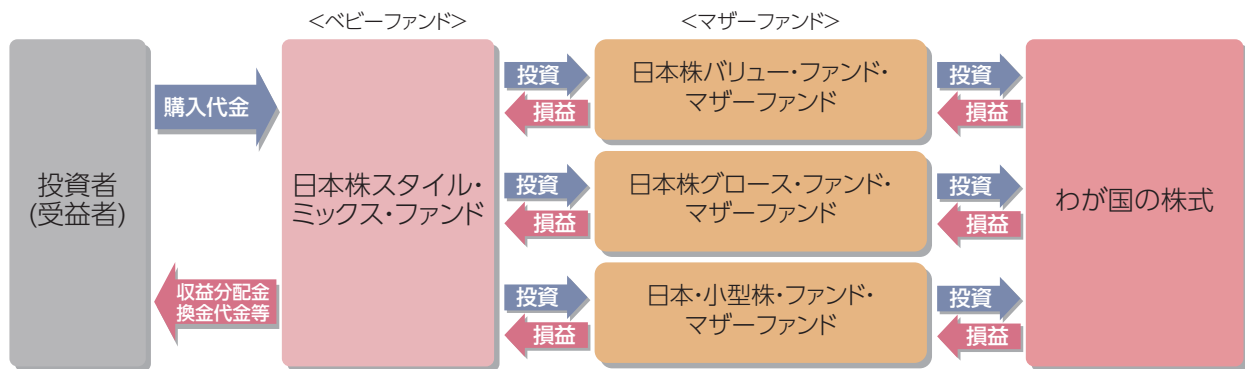 <ベビーファンド>
<マザーファンド>
投資者
(受益者)
購入代金
収益分配金
換金代金等
日本株スタイル・
ミックス・ファンド
投資
損益
日本株バリュー・ファンド・
マザーファンド
投資
損益
投資
損益
日本株グロース・ファンド・
マザーファンド
投資
損益
投資
損益
日本・小型株・ファンド・
マザーファンド
投資
損益
わが国の株式